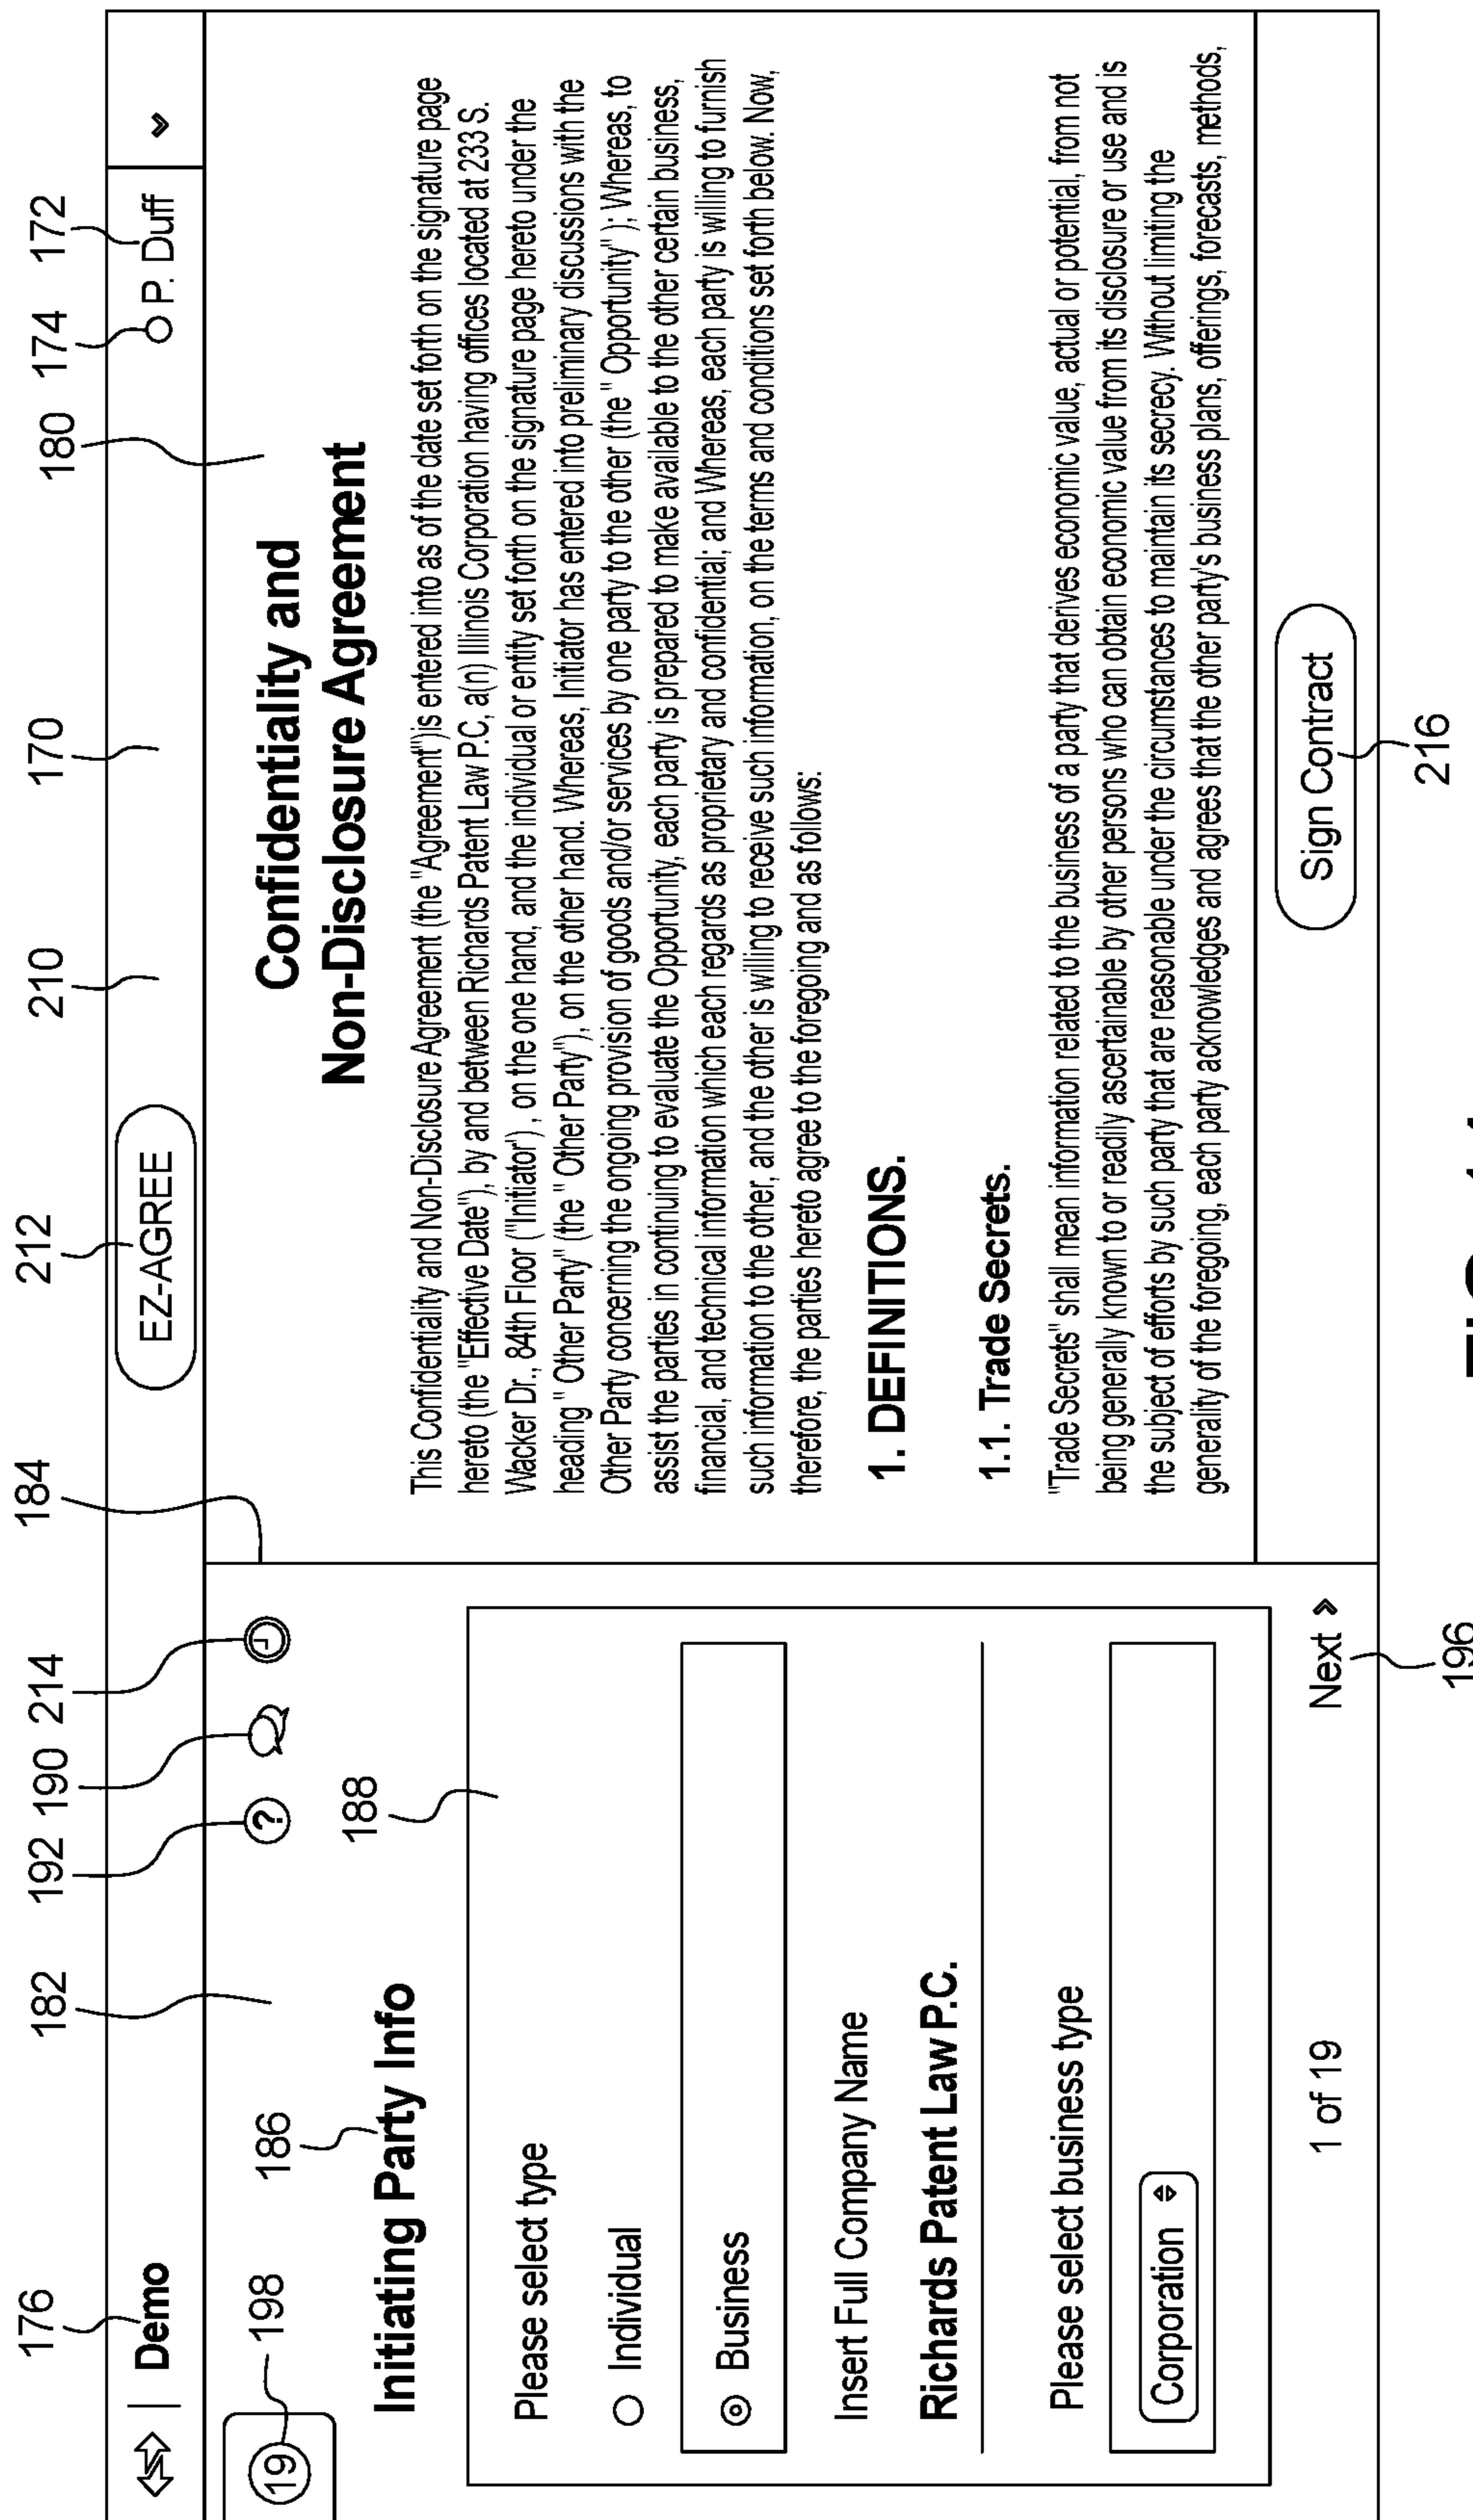 176
182
192
190
214
184
212
210
170
180
174
172
Demo
EZ-AGREE
P. Duff
19
198
186
?
Initiating Party Info
188
Please select type
Individual
Business
Insert Full Company Name
Richards Patent Law P.C.
Please select business type
Corporation
1 of 19
Next
196
Confidentiality and
Non-Disclosure Agreement
This Confidentiality and Non-Disclosure Agreement (the "Agreement")is entered into as of the date set forth on the signature page
hereto (the "Effective Date"), by and between Richards Patent Law P.C, a(n) Illinois Corporation having offices located at 233 S.
Wacker Dr., 84th Floor ("Initiator") , on the one hand, and the individual or entity set forth on the signature page hereto under the
heading " Other Party" (the " Other Party"), on the other hand. Whereas, Initiator has entered into preliminary discussions with the
Other Party concerning the ongoing provision of goods and/or services by one party to the other (the " Opportunity" ); Whereas, to
assist the parties in continuing to evaluate the Opportunity, each party is prepared to make available to the other certain business,
financial, and technical information which each regards as proprietary and confidential; and Whereas, each party is willing to furnish
such information to the other, and the other is willing to receive such information, on the terms and conditions set forth below. Now,
therefore, the parties hereto agree to the foregoing and as follows:
1. DEFINITIONS.
1.1. Trade Secrets.
"Trade Secrets" shall mean information related to the business of a party that derives economic value, actual or potential, from not
being generally known to or readily ascertainable by other persons who can obtain economic value from its disclosure or use and is
the subject of efforts by such party that are reasonable under the circumstances to maintain its secrecy. Without limiting the
generality of the foregoing, each party acknowledges and agrees that the other party's business plans, offerings, forecasts, methods,
Sign Contract
216